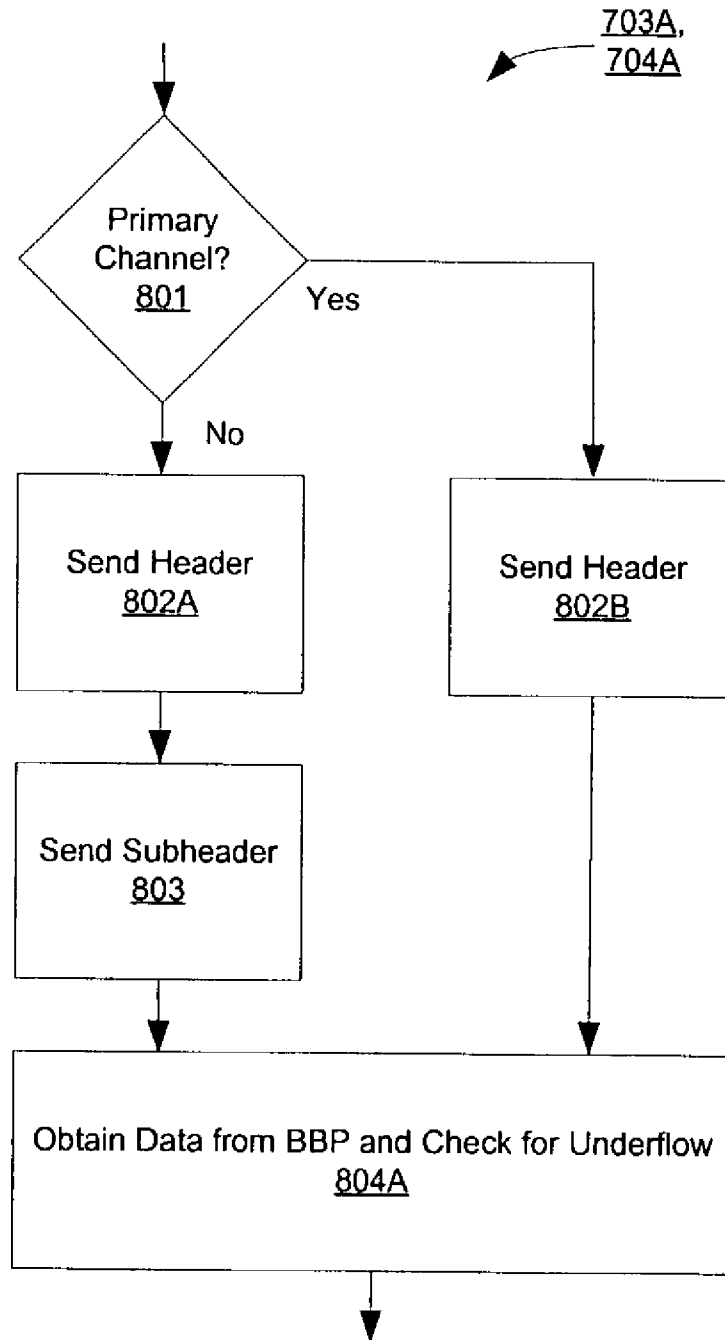 703A,
704A
Primary
Channel?
801
Yes
No
Send Header
802A
Send Header
802B
Send Subheader
803
Obtain Data from BBP and Check for Underflow
804A